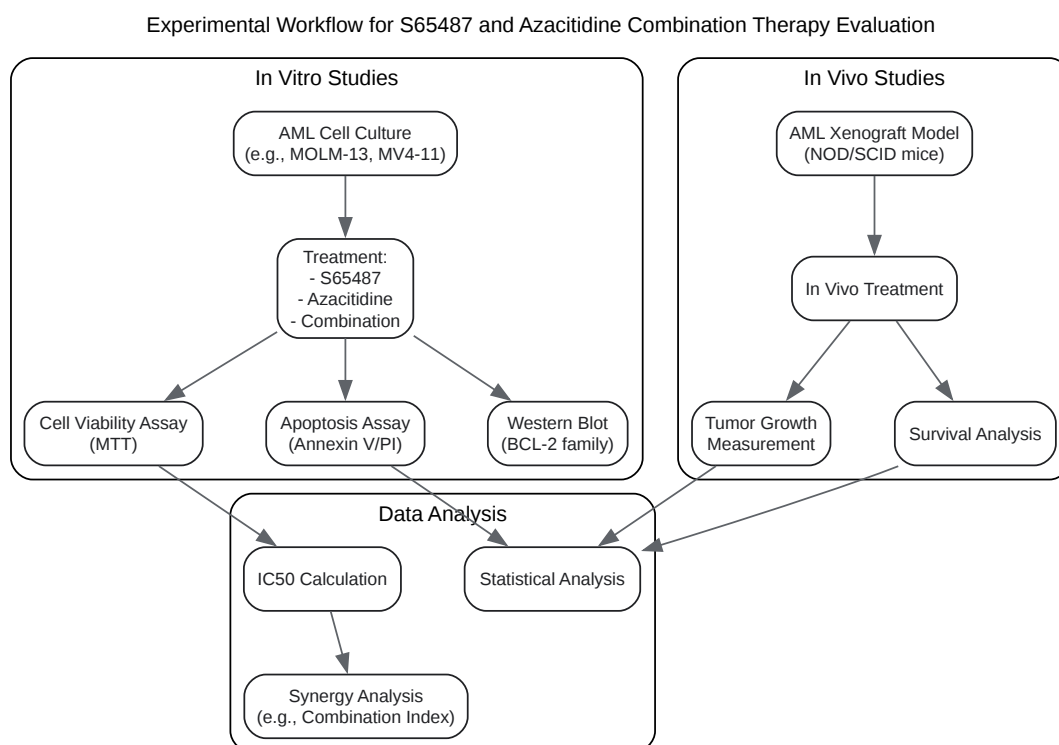 Experimental Workflow for S65487 and Azacitidine Combination Therapy Evaluation
In Vitro Studies
AML Cell Culture
(e.g., MOLM-13, MV4-11)
Treatment:
- S65487
- Azacitidine
- Combination
Cell Viability Assay
(MTT)
Apoptosis Assay
(Annexin V/PI)
Western Blot
(BCL-2 family)
In Vivo Studies
AML Xenograft Model
(NOD/SCID mice)
In Vivo Treatment
Tumor Growth
Measurement
Survival Analysis
Data Analysis
IC50 Calculation
Statistical Analysis
Synergy Analysis
(e.g., Combination Index)